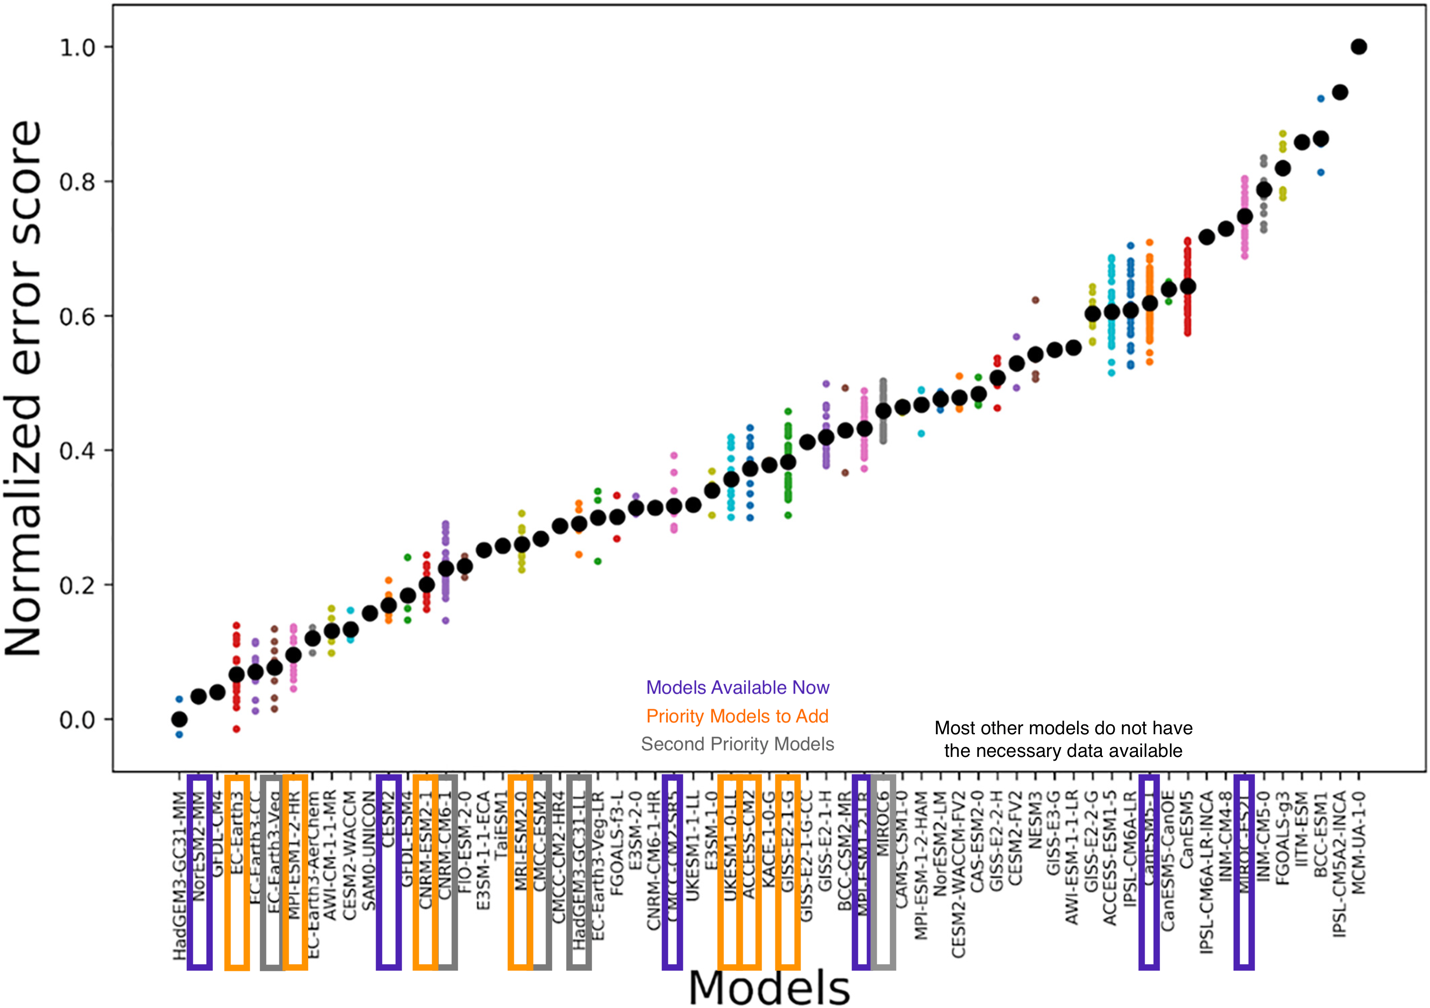 Normalized error score
1.0
0.8
0.6
0.4
0.2
0.0
Models Available Now
Priority Models to Add
Second Priority Models
Most other models do not have
the necessary data available
HadGEM3-GC31-MM
NorESM2-MM
GFDL-CM4
EC-Earth3
EC-Earth3-CC
EC-Earth3-Veg
MPI-ESM1-2-HR
EC-Earth3-AerChem
AWI-CM-1-1-MR
CESM2-WACCM
SAM0-UNICON
CESM2
GFDL-ESM4
CNRM-ESM2-1
CNRM-CM6-1
FIO-ESM-2-0
E3SM-1-1-ECA
TaiESM1
MRI-ESM2-0
CMCC-ESM2
CMCC-CM2-HR4
HadGEM3-GC31-LL
EC-Earth3-Veg-LR
FGOALS-f3-L
E3SM-2-0
CNRM-CM6-1-HR
CMCC-CM2-SR5
UKESM1-1-LL
E3SM-1-0
UKESM1-0-LL
ACCESS-CM2
KACE-1-0-G
GISS-E2-1-G
GISS-E2-1-G-CC
GISS-E2-1-H
BCC-CSM2-MR
MPI-ESM1-2-LR
MIROC6
CAMS-CSM1-0
MPI-ESM-1-2-HAM
NorESM2-LM
CESM2-WACCM-FV2
CAS-ESM2-0
GISS-E2-2-H
CESM2-FV2
NESM3
GISS-E3-G
AWI-ESM-1-1-LR
GISS-E2-2-G
ACCESS-ESM1-5
IPSL-CM6A-LR
CanESM5-1
CanESM5-CanOE
CanESM5
IPSL-CM6A-LR-INCA
INM-CM4-8
MIROC-ES2L
INM-CM5-0
FGOALS-g3
IITM-ESM
BCC-ESM1
IPSL-CM5A2-INCA
MCM-UA-1-0
Models